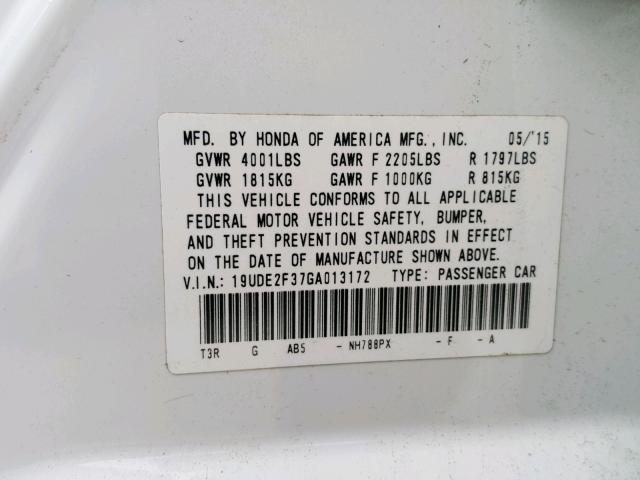 MFD. BY HONDA OF AMERICA MFG., INC. 05/'15
GVWR 4001LBS GAWR F 2205LBS R 1797LBS
GVWR 1815KG GAWR F 1000KG R 815KG
THIS VEHICLE CONFORMS TO ALL APPLICABLE
FEDERAL MOTOR VEHICLE SAFETY, BUMPER,
AND THEFT PREVENTION STANDARDS IN EFFECT
ON THE DATE OF MANUFACTURE SHOWN ABOVE.
V.I.N.: 19UDE2F37GA013172 TYPE: PASSENGER CAR
T3R G AB5 - NH788PX - F - A